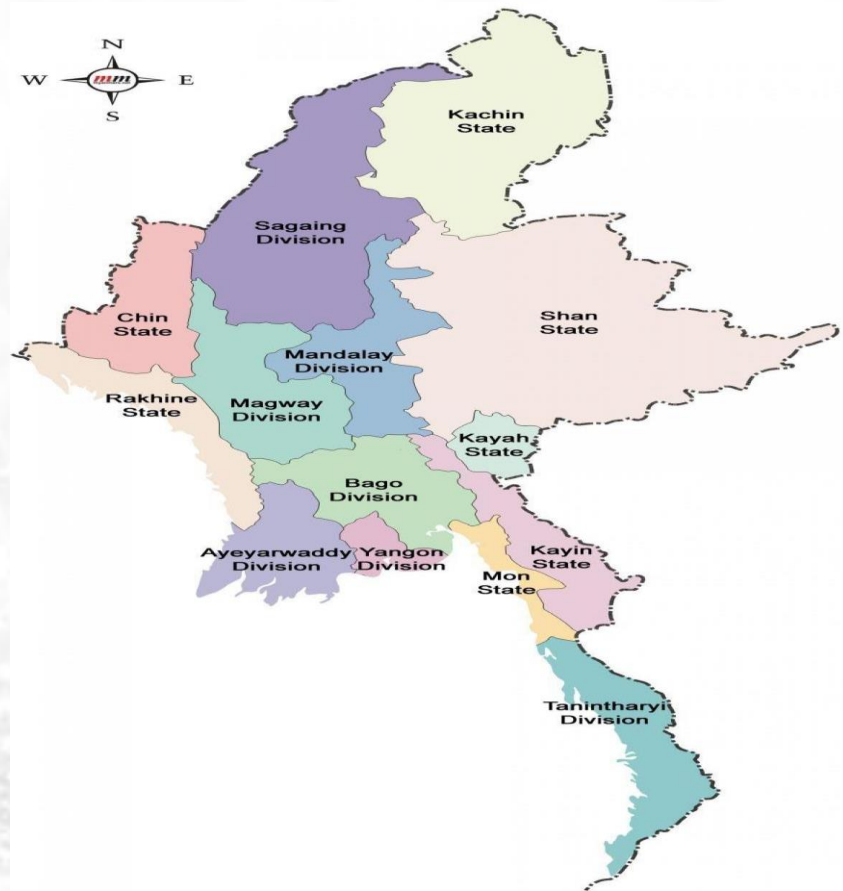 N
W mm E
S
Kachin
State
Sagaing
Division
Chin
State
Shan
State
Mandalay
Division
Rakhine
State
Magway
Division
Kayah
State
Bago
Division
Ayeyarwaddy
Division
Yangon
Division
Kayin
State
Mon
State
Tanintharyi
Division